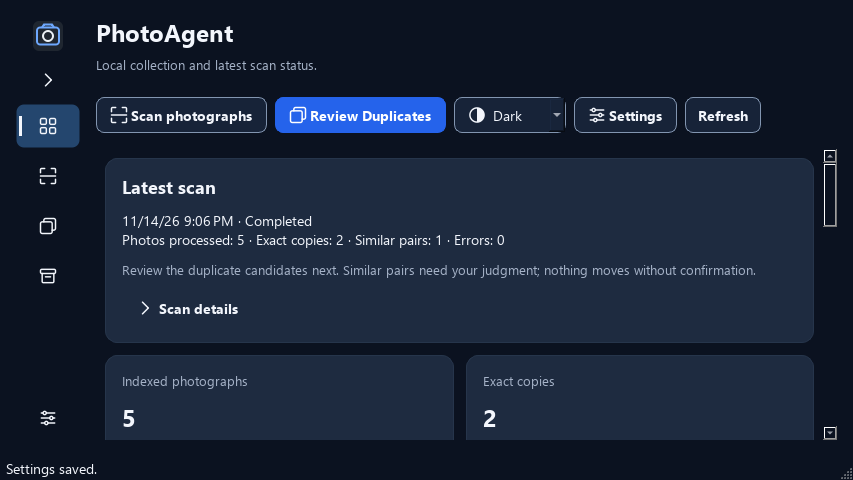 PhotoAgent
Local collection and latest scan status.
Scan photographs
Review Duplicates
Dark
Settings
Refresh
Latest scan
11/14/26 9:06 PM · Completed
Photos processed: 5 · Exact copies: 2 · Similar pairs: 1 · Errors: 0
Review the duplicate candidates next. Similar pairs need your judgment; nothing moves without confirmation.
Scan details
Indexed photographs
5
Exact copies
2
Settings saved.